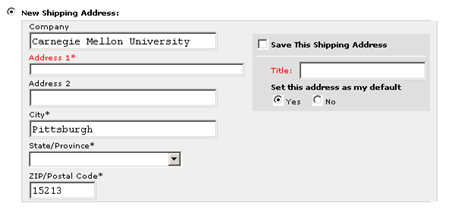 New Shipping Address:
Company
Carnegie Mellon University
Address 1*
Address 2
City*
Pittsburgh
State/Province*
ZIP/Postal Code*
15213
Save This Shipping Address
Title:
Set this address as my default
Yes No